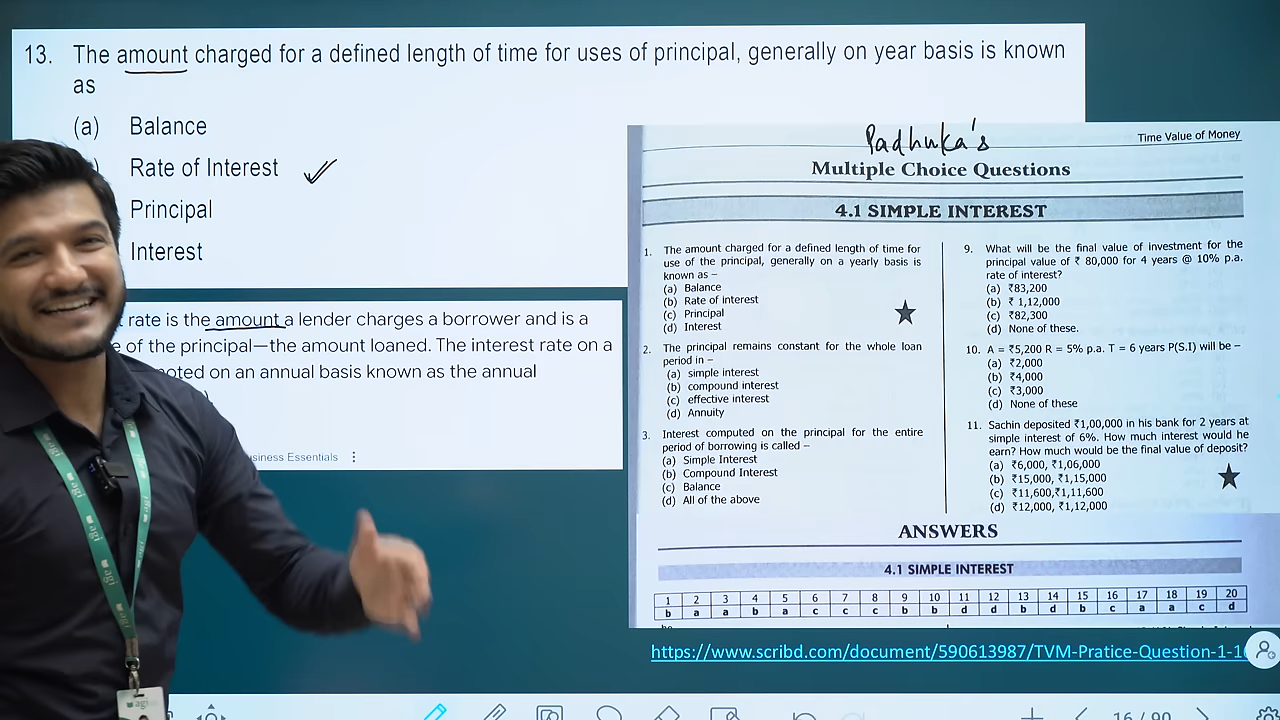 13. The amount charged for a defined length of time for uses of principal, generally on year basis is known
as
(a) Balance
Rate of Interest
Principal
Interest
rate is the amount a lender charges a borrower and is a
of the principal—the amount loaned. The interest rate on a
noted on an annual basis known as the annual
siness Essentials
Padhuka's
Time Value of Money
Multiple Choice Questions
4.1 SIMPLE INTEREST
1. The amount charged for a defined length of time for
use of the principal, generally on a yearly basis is
known as –
(a) Balance
(b) Rate of interest
(c) Principal
(d) Interest
2. The principal remains constant for the whole loan
period in –
(a) simple interest
(b) compound interest
(c) effective interest
(d) Annuity
3. Interest computed on the principal for the entire
period of borrowing is called –
(a) Simple Interest
(b) Compound Interest
(c) Balance
(d) All of the above
9. What will be the final value of investment for the
principal value of ₹ 80,000 for 4 years @ 10% p.a.
rate of interest?
(a) ₹83,200
(b) ₹ 1,12,000
(c) ₹82,300
(d) None of these.
10. A = ₹5,200 R = 5% p.a. T = 6 years P(S.I) will be –
(a) ₹2,000
(b) ₹4,000
(c) ₹3,000
(d) None of these
11. Sachin deposited ₹1,00,000 in his bank for 2 years at
simple interest of 6%. How much interest would he
earn? How much would be the final value of deposit?
(a) ₹6,000, ₹1,06,000
(b) ₹15,000, ₹1,15,000
(c) ₹11,600,₹1,11,600
(d) ₹12,000, ₹1,12,000
ANSWERS
4.1 SIMPLE INTEREST
1 2 3 4 5 6 7 8 9 10 11 12 13 14 15 16 17 18 19 20
b a a b a c c c b b d d b d b c a a c d
https://www.scribd.com/document/590613987/TVM-Pratice-Question-1-1
agi
agi
agi
16 / 90